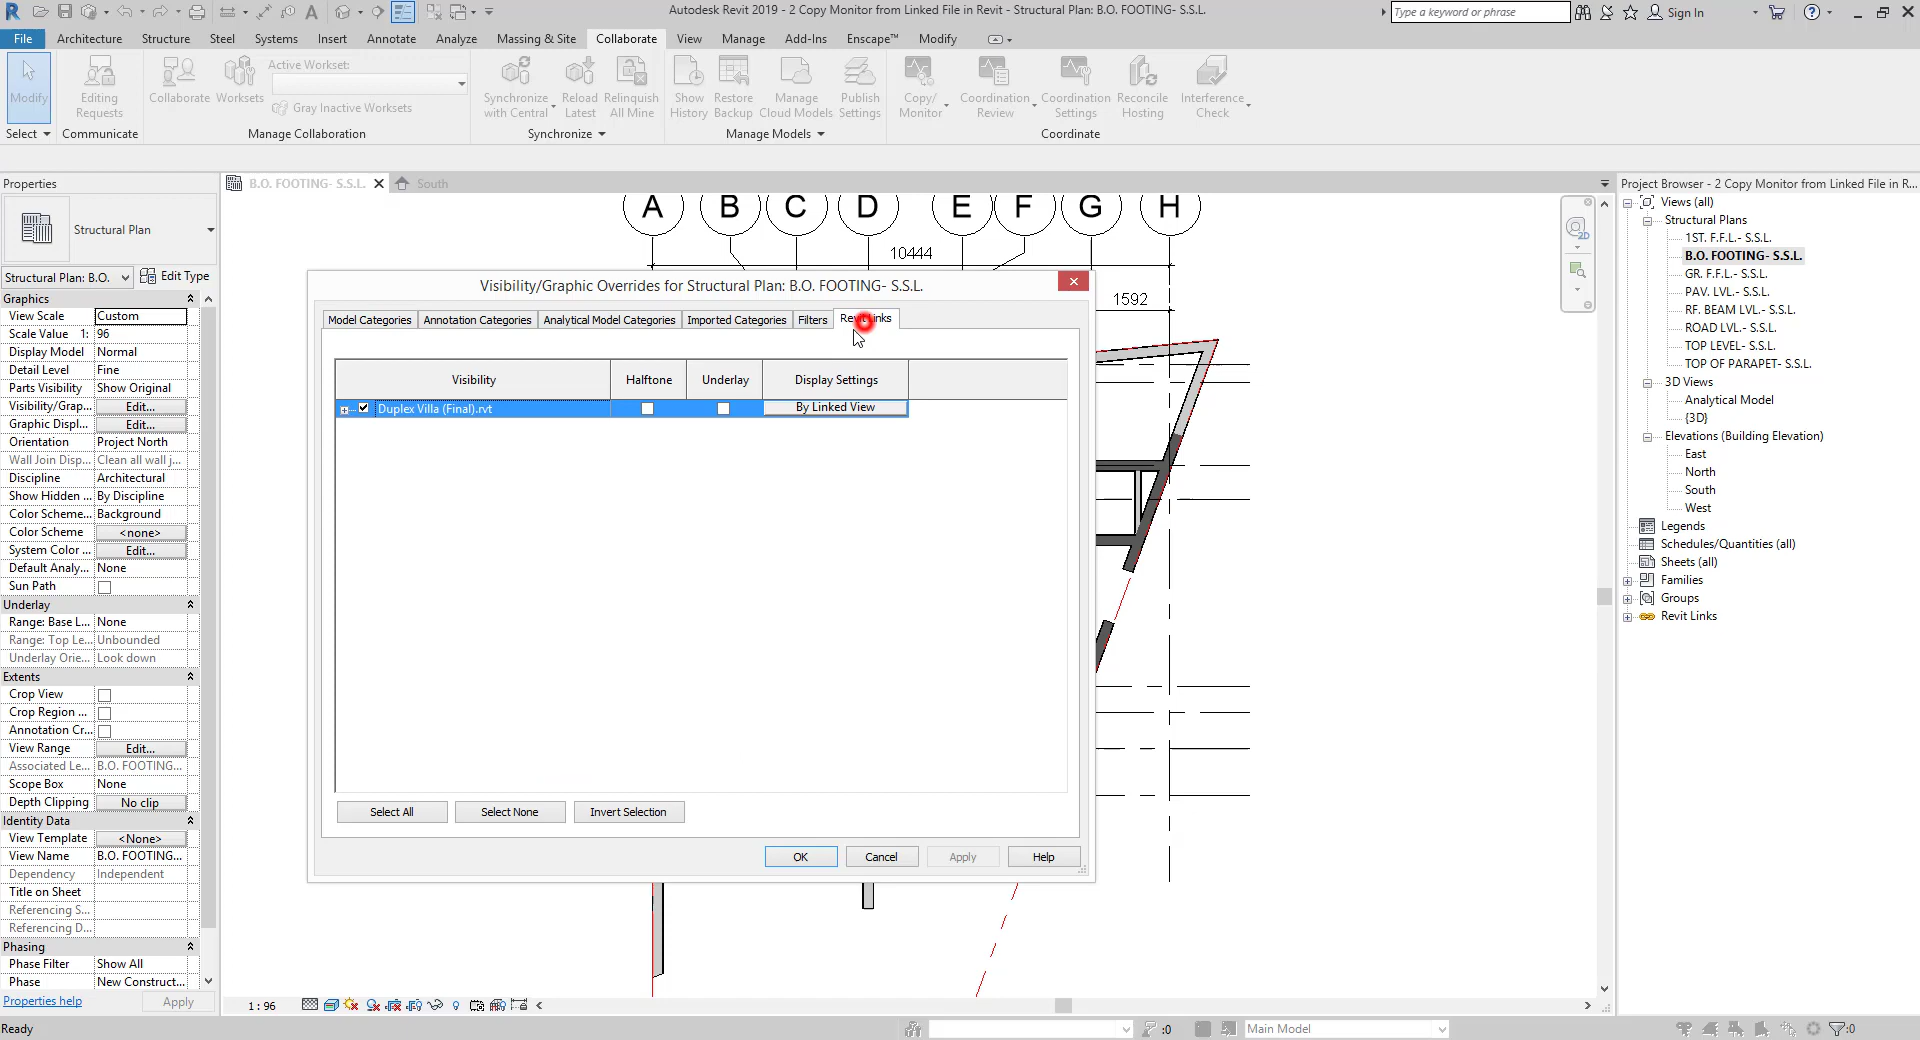 Autodesk Revit 2019 - 2 Copy Monitor from Linked File in Revit - Structural Plan: B.O. FOOTING- S.S.L.
Type a keyword or phrase
Sign In
File Architecture Structure Steel Systems Insert Annotate Analyze Massing & Site Collaborate View Manage Add-Ins Enscape™ Modify
Modify
Editing Requests
Collaborate
Worksets
Active Workset:
Gray Inactive Worksets
Synchronize with Central
Reload Latest
Relinquish All Mine
Show History
Restore Backup
Manage Cloud Models
Publish Settings
Copy/ Monitor
Coordination Review
Coordination Settings
Reconcile Hosting
Interference Check
Select Communicate Manage Collaboration Synchronize Manage Models Coordinate
Properties
Structural Plan
Structural Plan: B.O. Edit Type
Graphics
View Scale Custom
Scale Value 1: 96
Display Model Normal
Detail Level Fine
Parts Visibility Show Original
Visibility/Grap... Edit...
Graphic Displ... Edit...
Orientation Project North
Wall Join Disp... Clean all wall j...
Discipline Architectural
Show Hidden ... By Discipline
Color Scheme... Background
Color Scheme <none>
System Color ... Edit...
Default Analy... None
Sun Path
Underlay
Range: Base L... None
Range: Top Le... Unbounded
Underlay Orie... Look down
Extents
Crop View
Crop Region ...
Annotation Cr...
View Range Edit...
Associated Le... B.O. FOOTING...
Scope Box None
Depth Clipping No clip
Identity Data
View Template <None>
View Name B.O. FOOTING...
Dependency Independent
Title on Sheet
Referencing S...
Referencing D...
Phasing
Phase Filter Show All
Phase New Construct...
Properties help Apply
B.O. FOOTING- S.S.L. South
A B C D E F G H
10444
1592
2D
Visibility/Graphic Overrides for Structural Plan: B.O. FOOTING- S.S.L.
Model Categories Annotation Categories Analytical Model Categories Imported Categories Filters Revit Links
Visibility Halftone Underlay Display Settings
Duplex Villa (Final).rvt By Linked View
Select All Select None Invert Selection
OK Cancel Apply Help
Project Browser - 2 Copy Monitor from Linked File in R...
Views (all)
Structural Plans
1ST. F.F.L.- S.S.L.
B.O. FOOTING- S.S.L.
GR. F.F.L.- S.S.L.
PAV. LVL.- S.S.L.
RF. BEAM LVL.- S.S.L.
ROAD LVL.- S.S.L.
TOP LEVEL- S.S.L.
TOP OF PARAPET- S.S.L.
3D Views
Analytical Model
{3D}
Elevations (Building Elevation)
East
North
South
West
Legends
Schedules/Quantities (all)
Sheets (all)
Families
Groups
Revit Links
1 : 96
Ready
:0
Main Model
:0